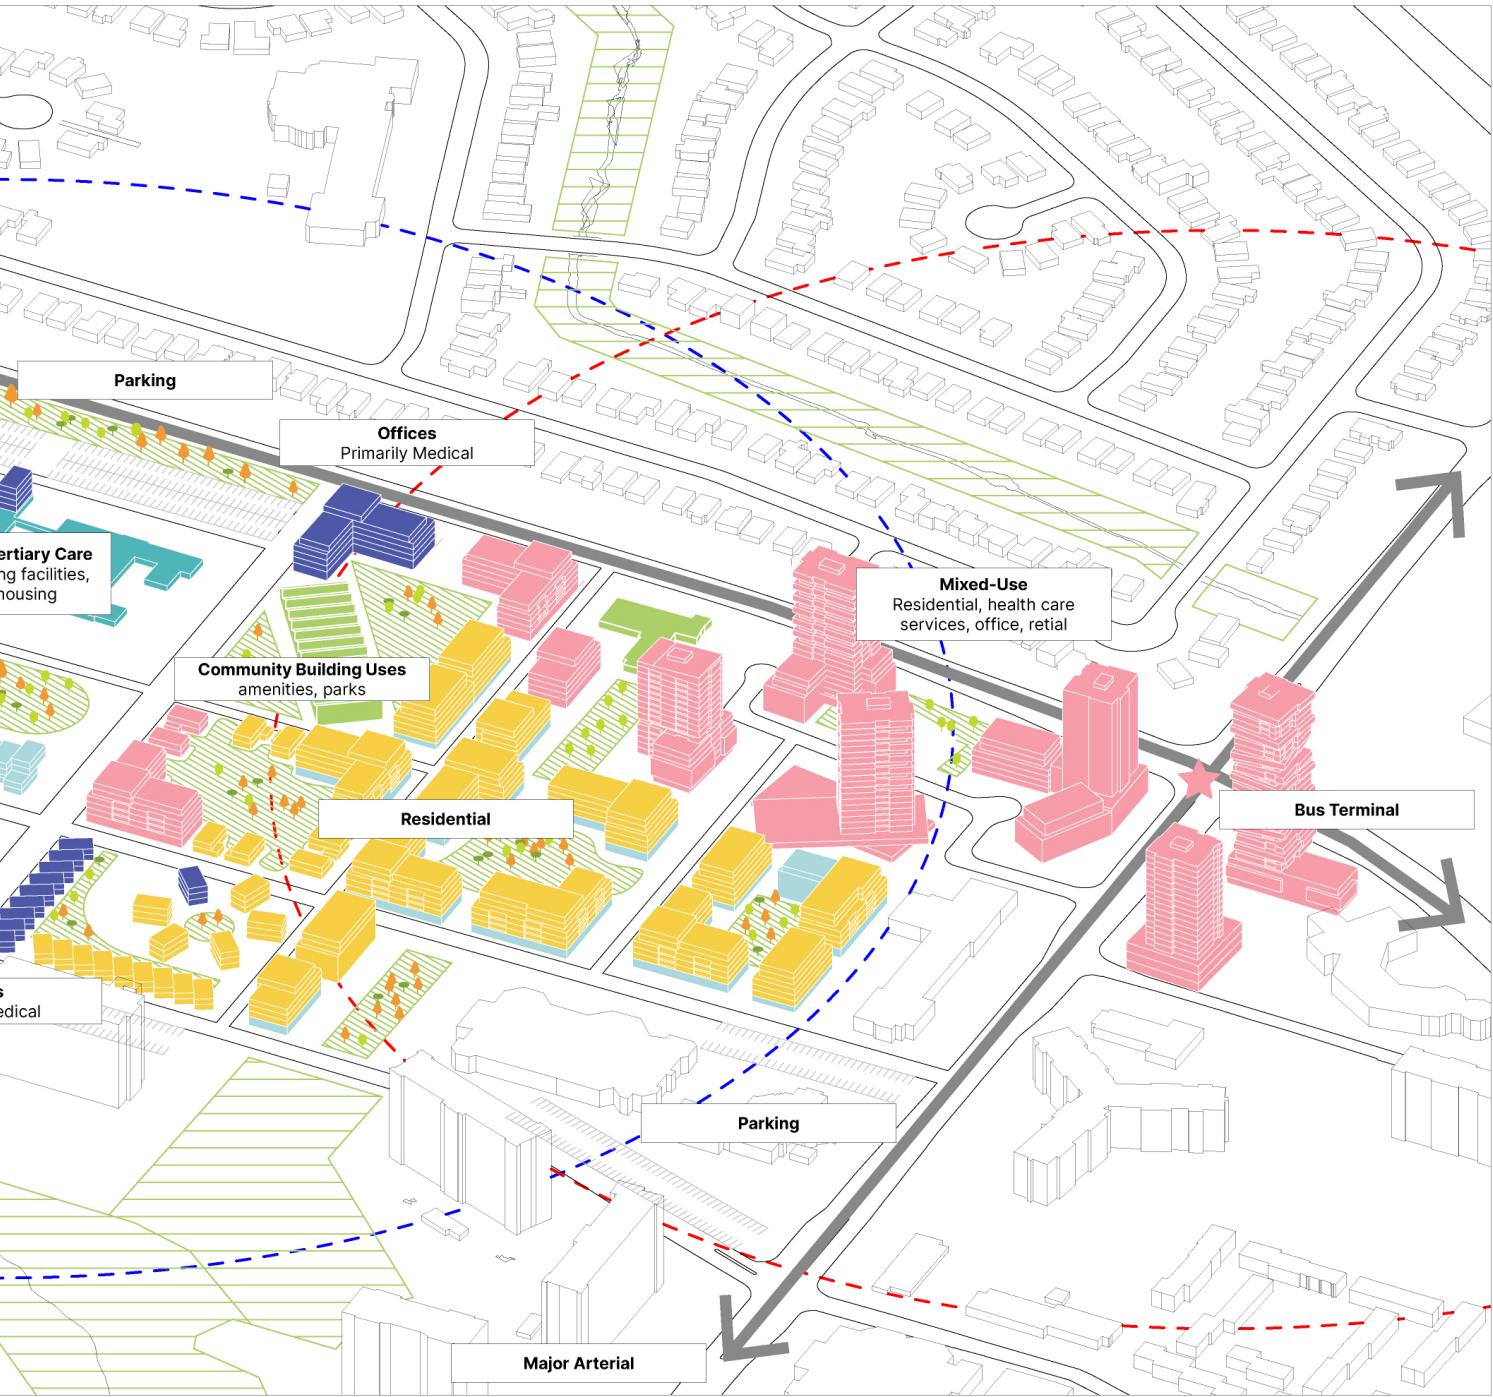 Parking
Offices
Primarily Medical
ertiary Care
ng facilities,
housing
Mixed-Use
Residential, health care
services, office, retial
Community Building Uses
amenities, parks
Residential
Bus Terminal
s
edical
Parking
Major Arterial